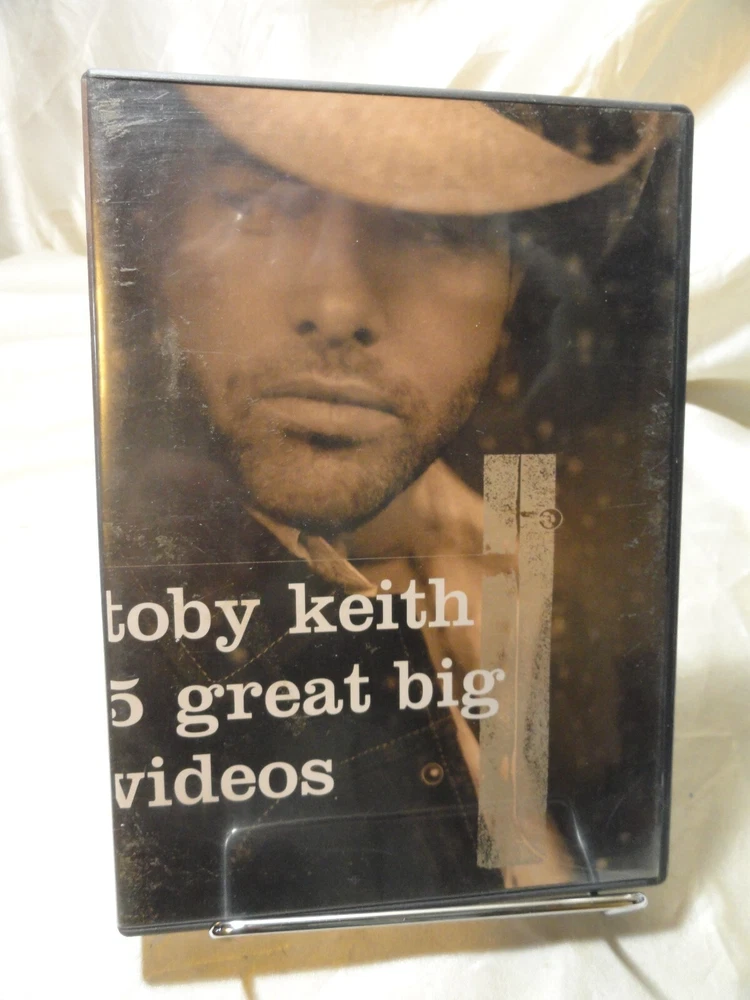 toby keith
5 great big
videos